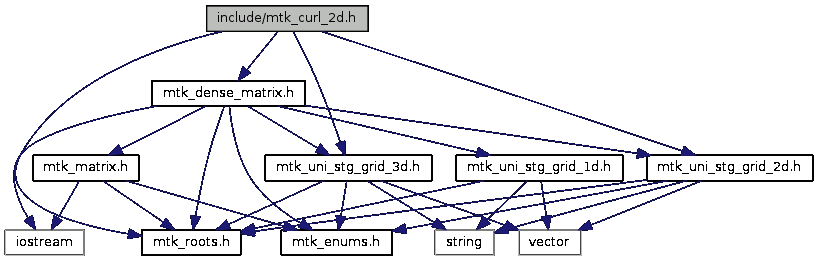 include/mtk_curl_2d.h
mtk_dense_matrix.h
mtk_matrix.h
mtk_uni_stg_grid_3d.h
mtk_uni_stg_grid_1d.h
mtk_uni_stg_grid_2d.h
iostream
mtk_roots.h
mtk_enums.h
string
vector